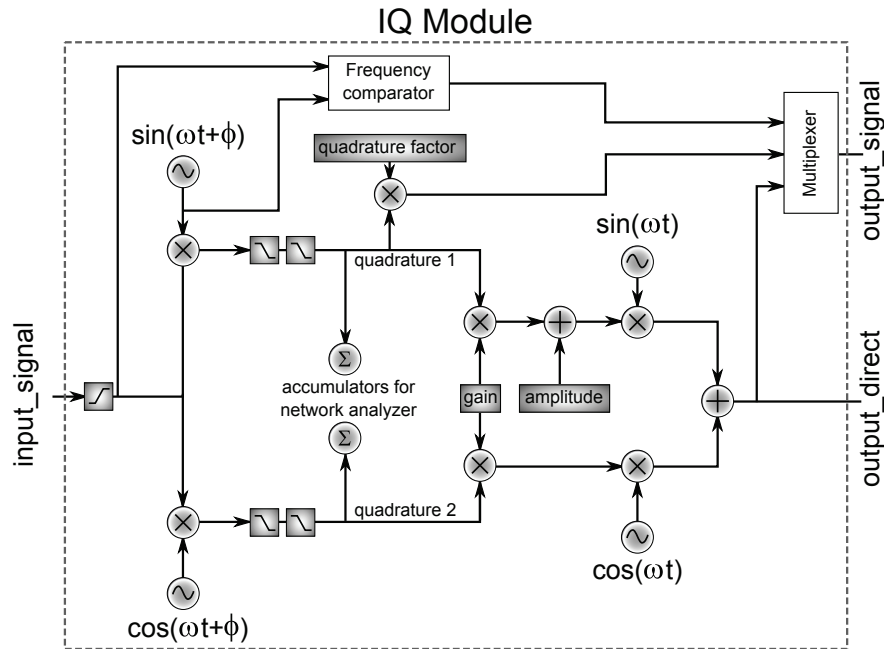 IQ Module
Frequency
comparator
sin(ωt+ϕ)
quadrature factor
Multiplexer
output_signal
sin(ωt)
quadrature 1
Σ
accumulators for
network analyzer
Σ
gain
amplitude
input_signal
output_direct
quadrature 2
cos(ωt)
cos(ωt+ϕ)